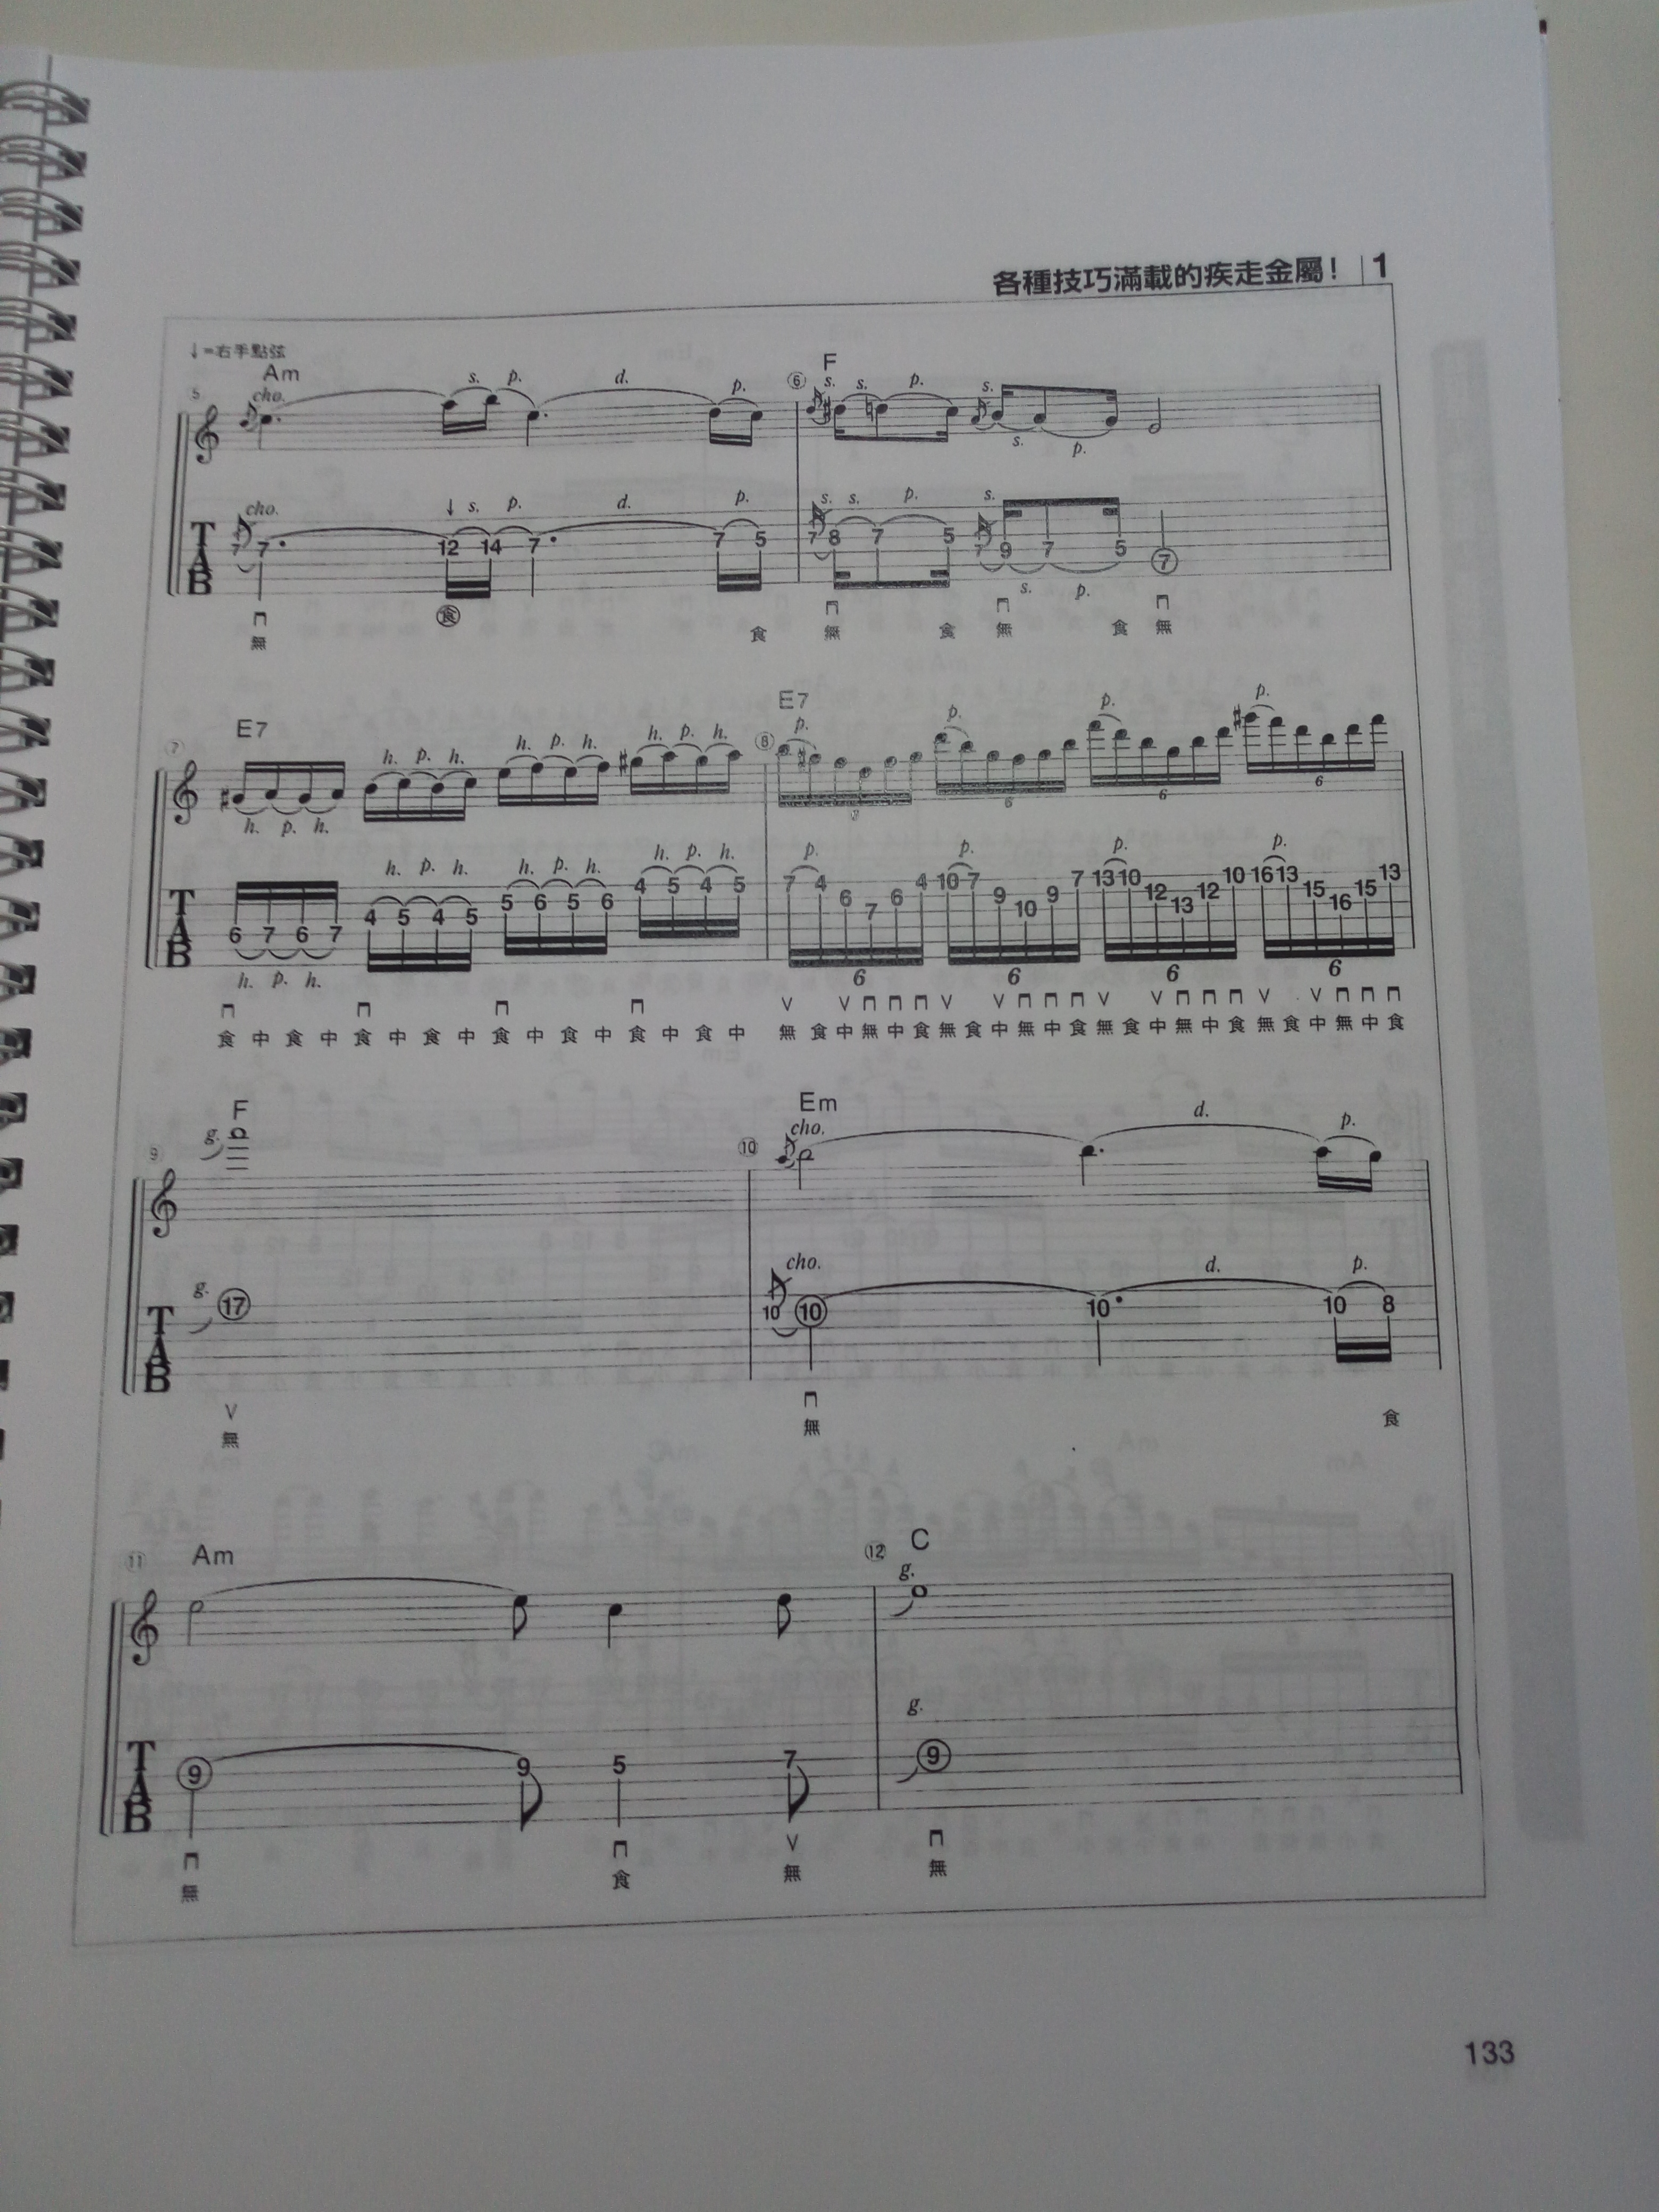 各種技巧滿載的疾走金屬！ 1
↓=右手點弦
Am F
5 cho. s. p. d. p. ⑥ s. s. p. s.
s. p.
cho. ↓ s. p. d. p. s. s. p. s.
TAB 7 7 12 14 7 7 5 7 8 7 5 7 9 7 5 7
s. p.
無 食 食 無 食 無 食 無
E7 E7
⑦ h. p. h. h. p. h. h. p. h. ⑧ p. p. p. p.
h. p. h. 3 6 6 6
h. p. h. h. p. h. h. p. h. p. p. p. p.
TAB 6 7 6 7 4 5 4 5 5 6 5 6 4 5 4 5 7 4 6 7 6 4 10 7 9 10 9 7 13 10 12 13 12 10 16 13 15 16 15 13
h. p. h. 6 6 6 6
V V V V V V V V
食 中 食 中 食 中 食 中 食 中 食 中 食 中 食 中 無 食 中 無 中 食 無 食 中 無 中 食 無 食 中 無 中 食 無 食 中 無 中 食
F Em
9 g. ⑩ cho. d. p.
g. cho. d. p.
TAB 17 10 10 10 10 8
V
無 無 食
Am C
11 ⑫ g.
g.
TAB 9 9 5 7 9
V
無 食 無 無
133